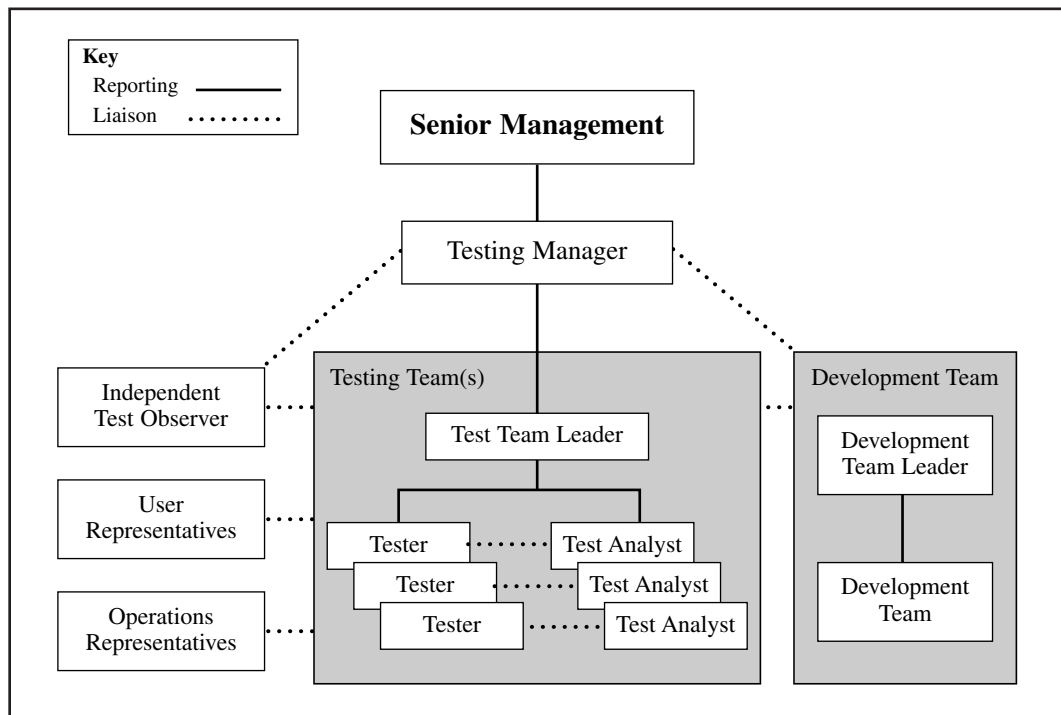 Key
Reporting
Liaison
Senior Management
Testing Manager
Independent
Test Observer
User
Representatives
Operations
Representatives
Testing Team(s)
Test Team Leader
Tester
Test Analyst
Tester
Test Analyst
Tester
Test Analyst
Development Team
Development
Team Leader
Development
Team